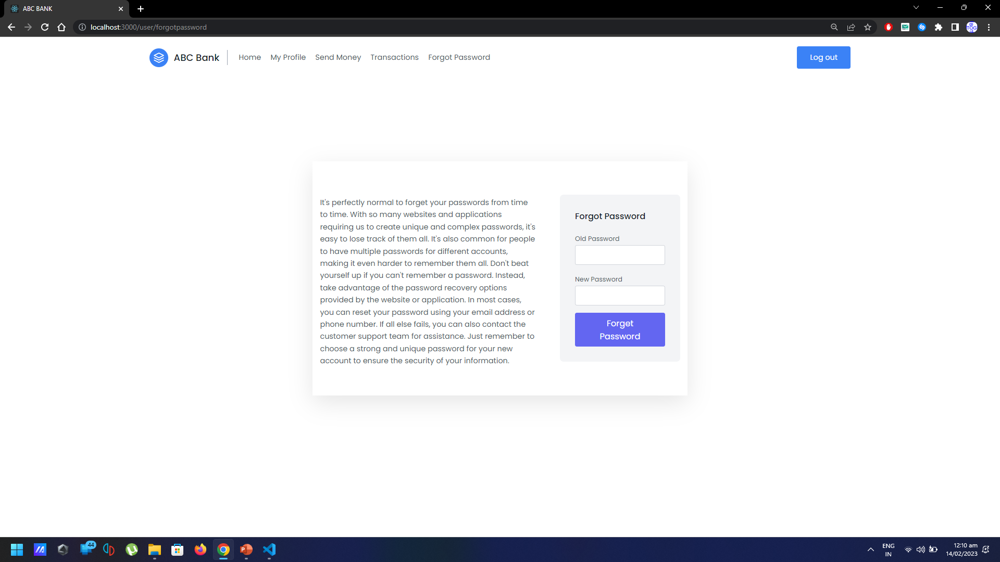 ABC BANK
localhost:3000/user/forgotpassword
TOG
ABC Bank
Home My Profile Send Money Transactions Forgot Password
Log out
It's perfectly normal to forget your passwords from time
to time. With so many websites and applications
requiring us to create unique and complex passwords, it's
easy to lose track of them all. It's also common for people
to have multiple passwords for different accounts,
making it even harder to remember them all. Don't beat
yourself up if you can't remember a password. Instead,
take advantage of the password recovery options
provided by the website or application. In most cases,
you can reset your password using your email address or
phone number. If all else fails, you can also contact the
customer support team for assistance. Just remember to
choose a strong and unique password for your new
account to ensure the security of your information.
Forgot Password
Old Password
New Password
Forget
Password
44
P
ENG
IN
12:10 am
14/02/2023